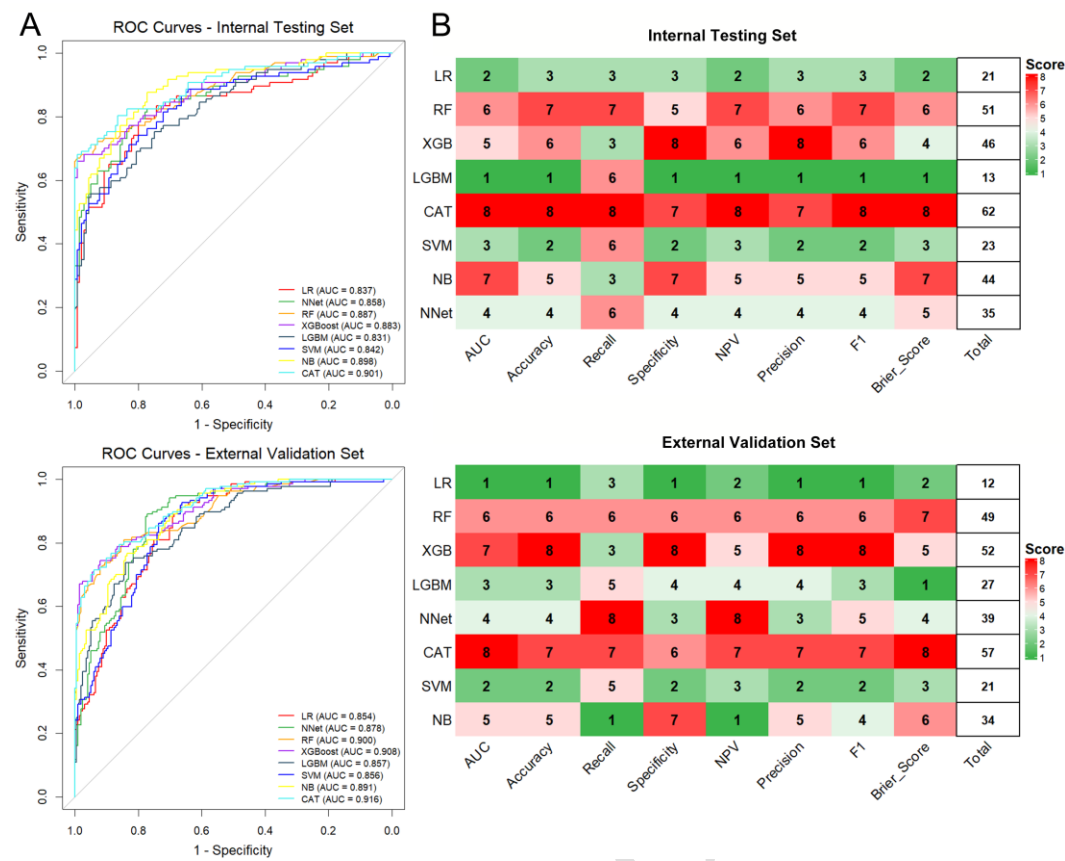 A
ROC Curves - Internal Testing Set
Sensitivity
1.0
0.8
0.6
0.4
0.2
0.0
LR (AUC = 0.837)
NNet (AUC = 0.858)
RF (AUC = 0.887)
XGBoost (AUC = 0.883)
LGBM (AUC = 0.831)
SVM (AUC = 0.842)
NB (AUC = 0.898)
CAT (AUC = 0.901)
1.0 0.8 0.6 0.4 0.2 0.0
1 - Specificity
ROC Curves - External Validation Set
Sensitivity
1.0
0.8
0.6
0.4
0.2
0.0
LR (AUC = 0.854)
NNet (AUC = 0.878)
RF (AUC = 0.900)
XGBoost (AUC = 0.908)
LGBM (AUC = 0.857)
SVM (AUC = 0.856)
NB (AUC = 0.891)
CAT (AUC = 0.916)
1.0 0.8 0.6 0.4 0.2 0.0
1 - Specificity
B
Internal Testing Set
LR 2 3 3 3 2 3 3 2 21
RF 6 7 7 5 7 6 7 6 51
XGB 5 6 3 8 6 8 6 4 46
LGBM 1 1 6 1 1 1 1 1 13
CAT 8 8 8 7 8 7 8 8 62
SVM 3 2 6 2 3 2 2 3 23
NB 7 5 3 7 5 5 5 7 44
NNet 4 4 6 4 4 4 4 5 35
AUC Accuracy Recall Specificity NPV Precision F1 Brier_Score Total
Score
8
7
6
5
4
3
2
1
External Validation Set
LR 1 1 3 1 2 1 1 2 12
RF 6 6 6 6 6 6 6 7 49
XGB 7 8 3 8 5 8 8 5 52
LGBM 3 3 5 4 4 4 3 1 27
NNet 4 4 8 3 8 3 5 4 39
CAT 8 7 7 6 7 7 7 8 57
SVM 2 2 5 2 3 2 2 3 21
NB 5 5 1 7 1 5 4 6 34
AUC Accuracy Recall Specificity NPV Precision F1 Brier_Score Total
Score
8
7
6
5
4
3
2
1